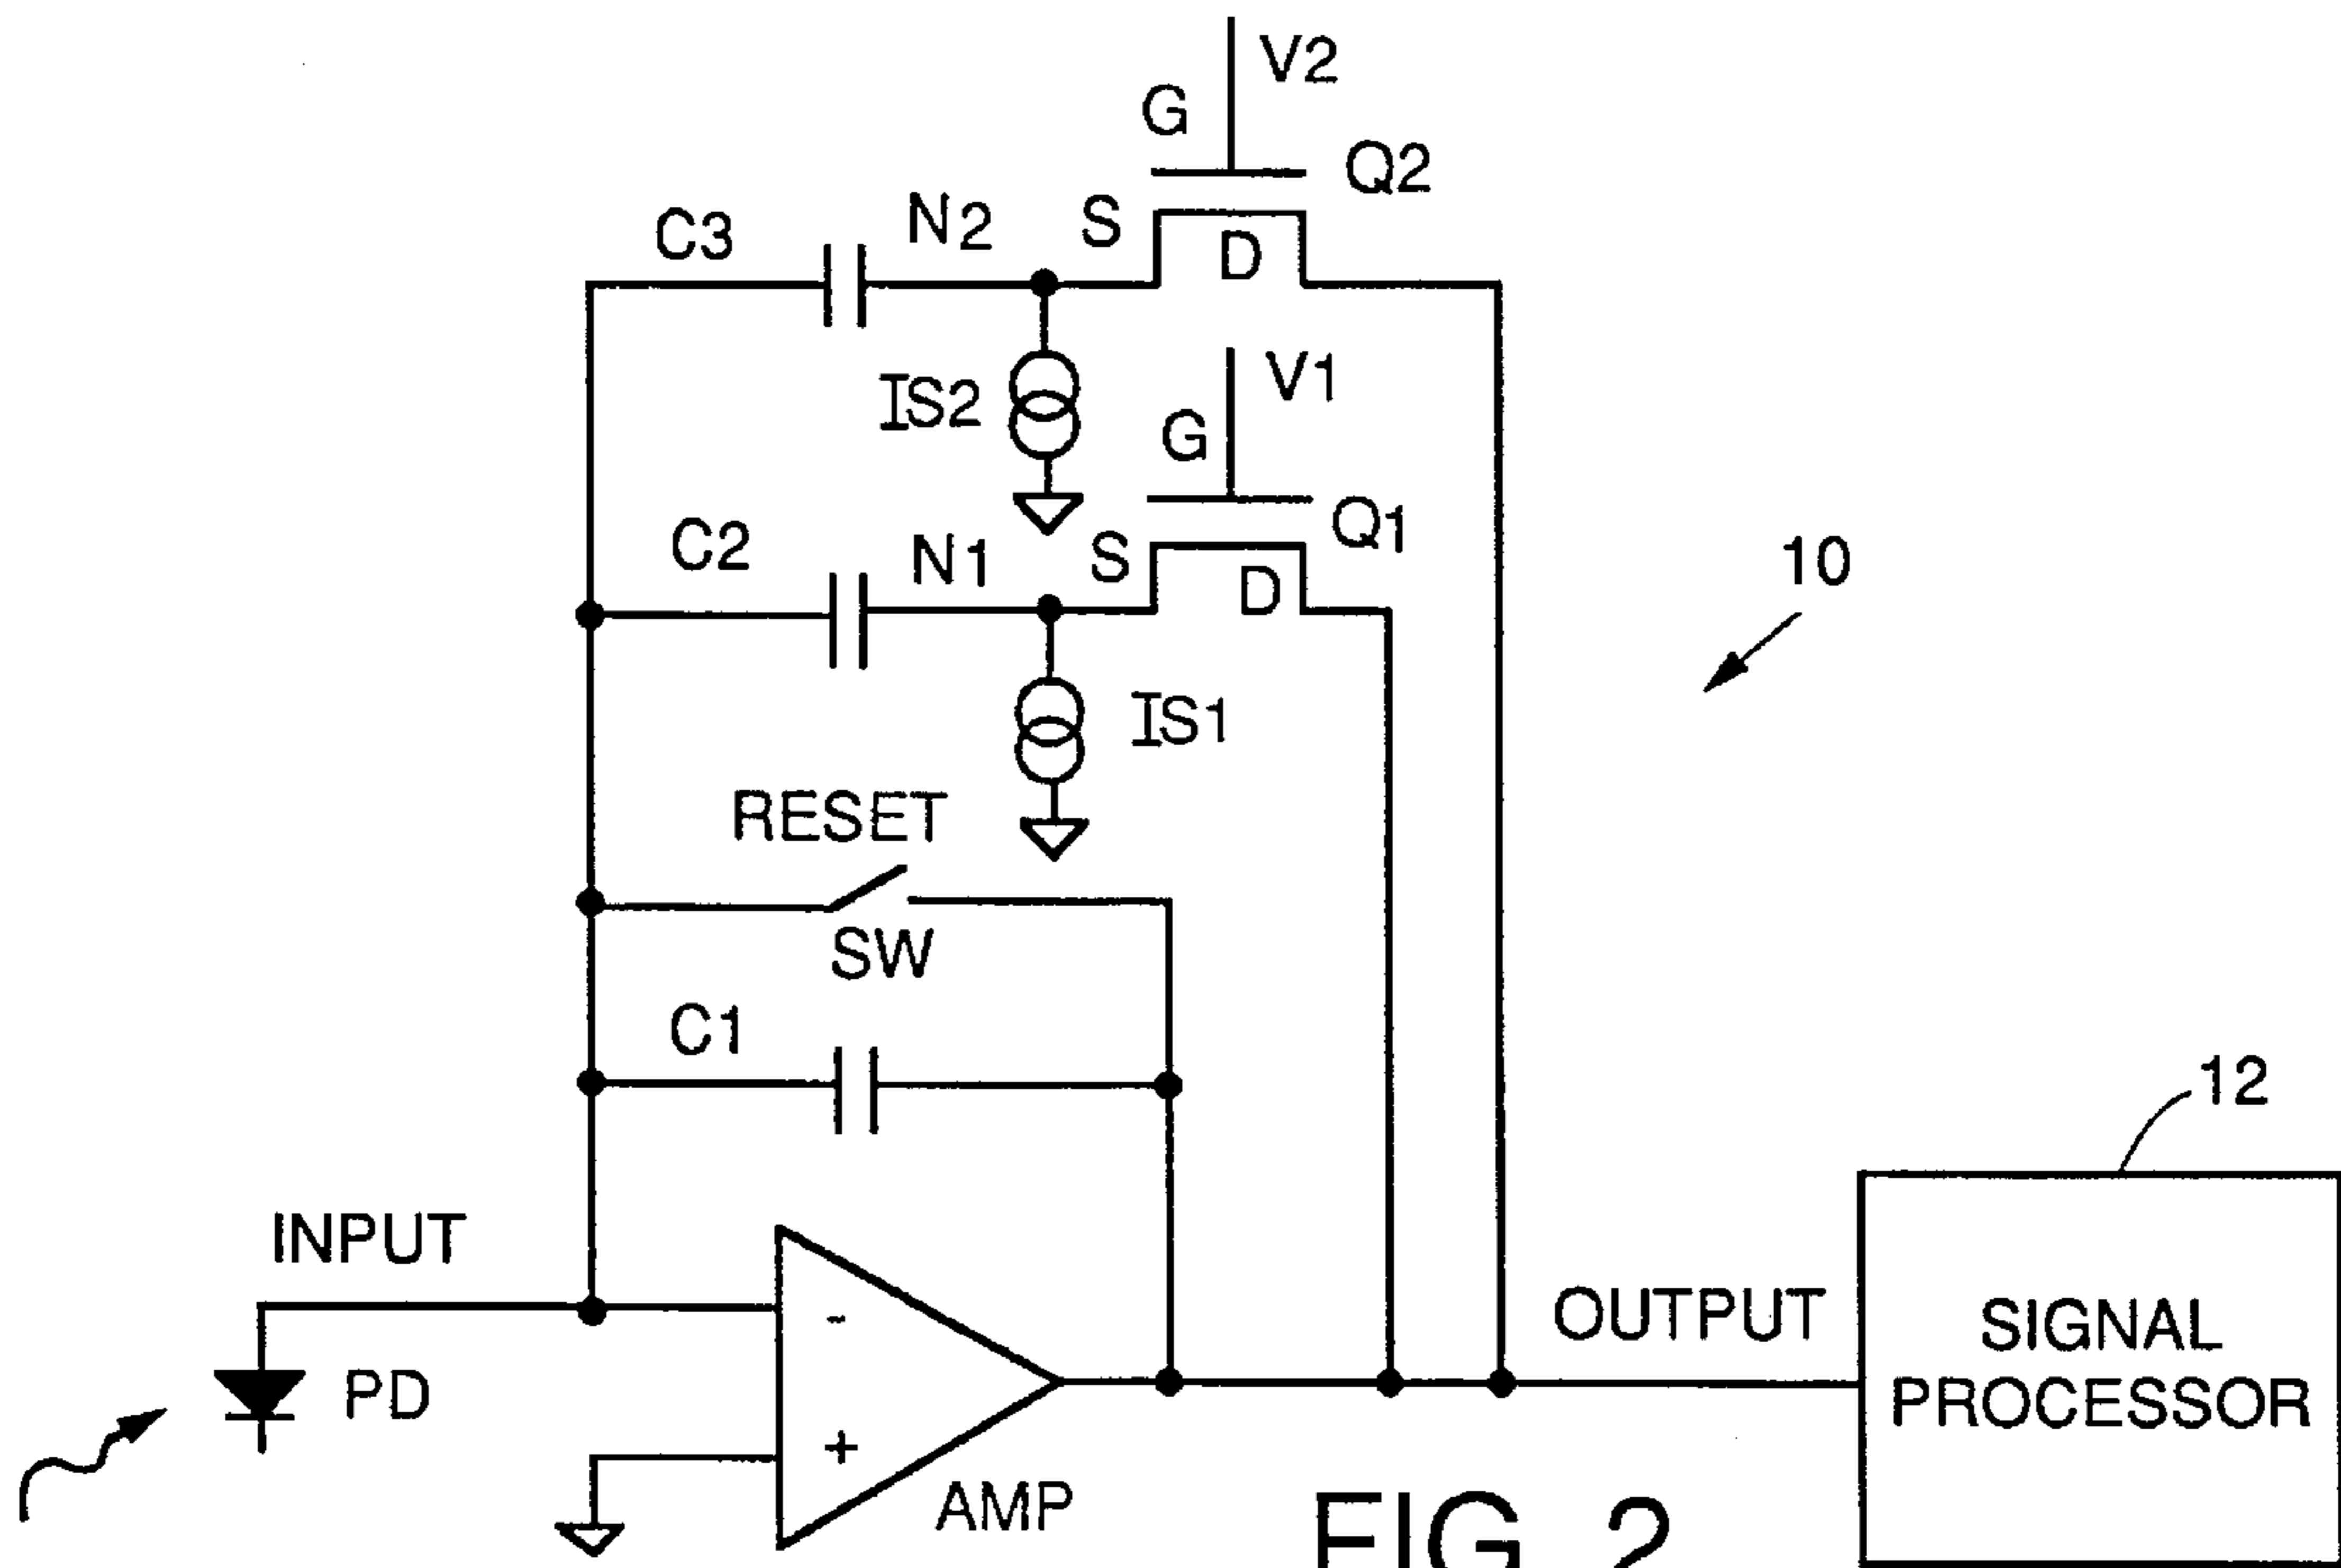 V2
G
Q2
C3
N2
S
D
IS2
V1
G
Q1
C2
N1
S
D
10
IS1
RESET
SW
C1
12
INPUT
-
OUTPUT
SIGNAL
PROCESSOR
PD
+
AMP
FIG. 2